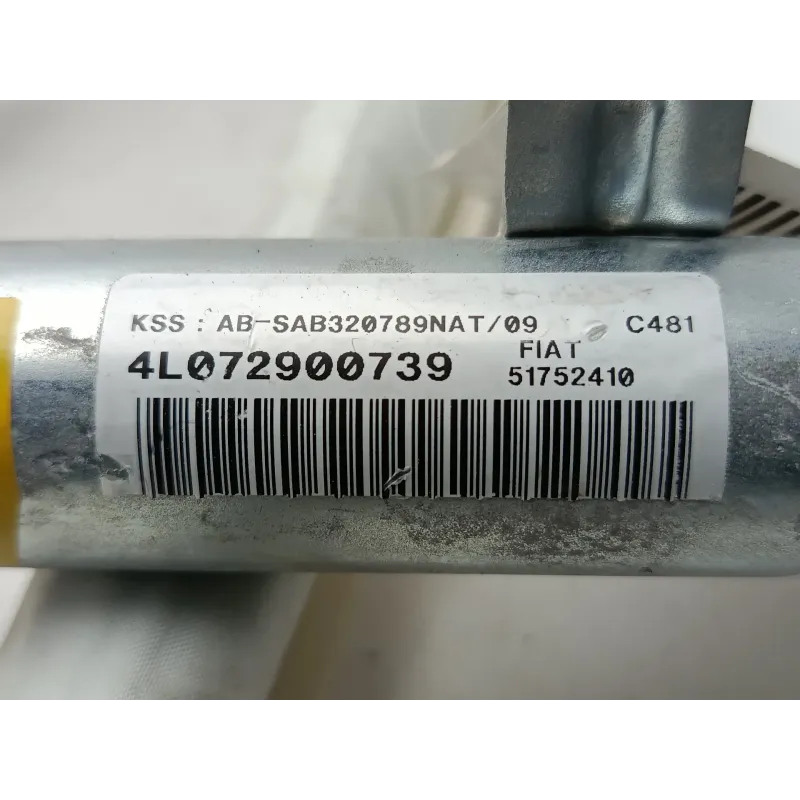 KSS : AB-SAB320789NAT/09 C481
4L072900739 FIAT
51752410